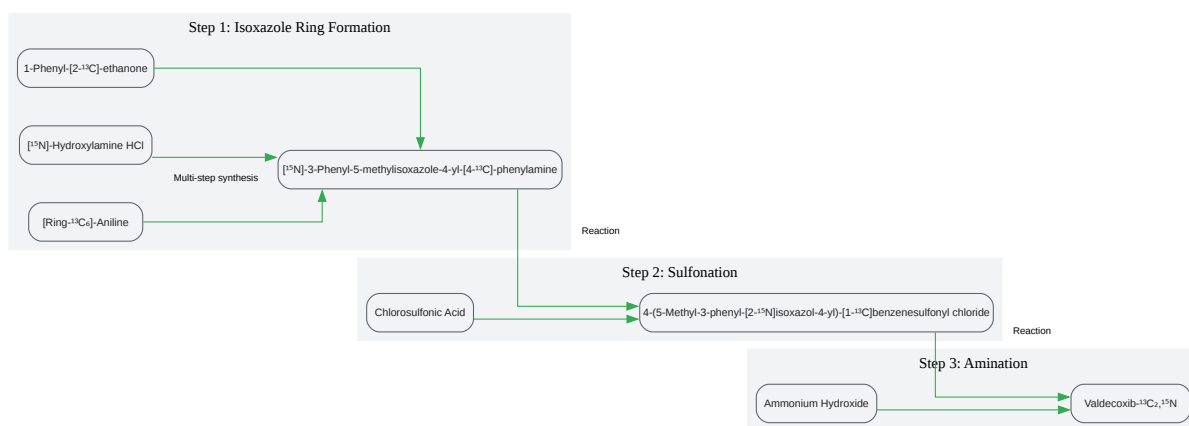 Step 1: Isoxazole Ring Formation
1-Phenyl-[2-¹³C]-ethanone
[¹⁵N]-Hydroxylamine HCl
[¹⁵N]-3-Phenyl-5-methylisoxazole-4-yl-[4-¹³C]-phenylamine
Multi-step synthesis
[Ring-¹³C₆]-Aniline
Reaction
Step 2: Sulfonation
Chlorosulfonic Acid
4-(5-Methyl-3-phenyl-[2-¹⁵N]isoxazol-4-yl)-[1-¹³C]benzenesulfonyl chloride
Reaction
Step 3: Amination
Ammonium Hydroxide
Valdecoxib-¹³C₂,¹⁵N